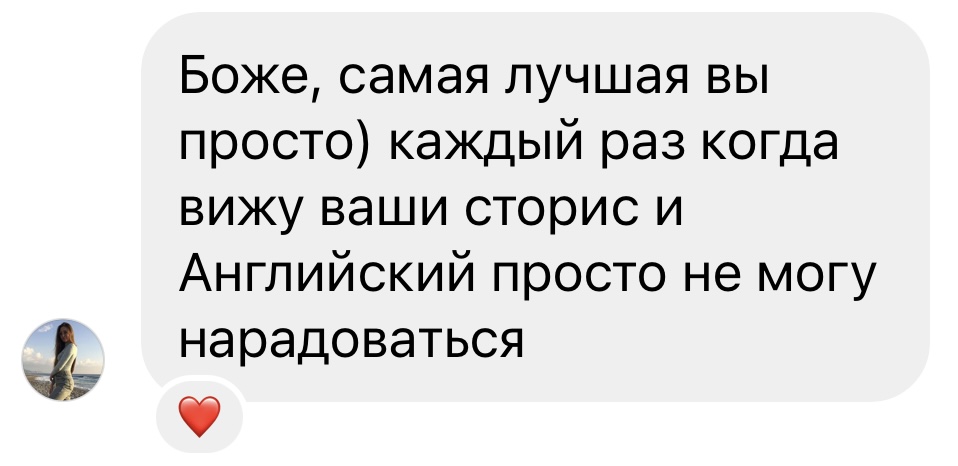 Боже, самая лучшая вы
просто) каждый раз когда
вижу ваши сторис и
Английский просто не могу
нарадоваться